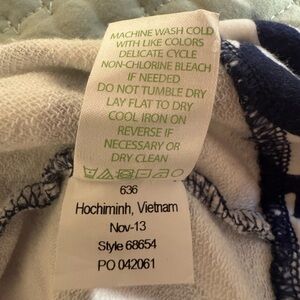 MACHINE WASH COLD
WITH LIKE COLORS
DELICATE CYCLE
NON-CHLORINE BLEACH
IF NEEDED
DO NOT TUMBLE DRY
LAY FLAT TO DRY
COOL IRON ON
REVERSE IF
NECESSARY OR
DRY CLEAN
636
Hochiminh, Vietnam
Nov-13
Style 68654
PO 042061